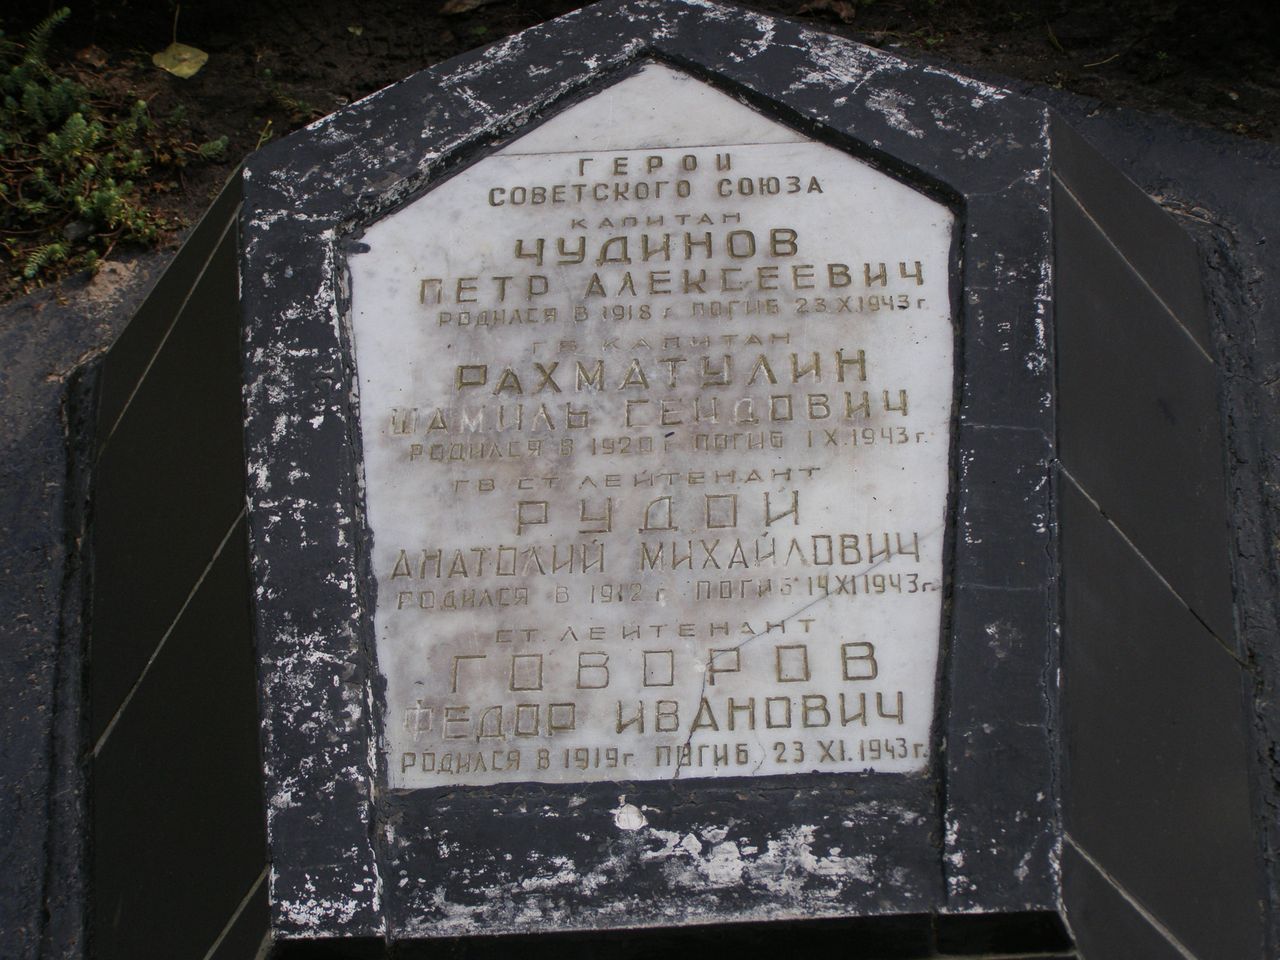 ГЕРОИ
СОВЕТСКОГО СОЮЗА
КАПИТАН
ЧУДИНОВ
ПЕТР АЛЕКСЕЕВИЧ
РОДИЛСЯ В 1918 г. ПОГИБ 23.XI.1943 г.
ГВ КАПИТАН
РАХМАТУЛИН
ШАМИЛЬ СЕИДОВИЧ
РОДИЛСЯ В 1920 г. ПОГИБ IX.1943 г.
ГВ СТ ЛЕЙТЕНАНТ
РУДОЙ
АНАТОЛИЙ МИХАЙЛОВИЧ
РОДИЛСЯ В 1912 г. ПОГИБ 14 XI 1943 г.
СТ. ЛЕЙТЕНАНТ
ГОВОРОВ
ФЕДОР ИВАНОВИЧ
РОДИЛСЯ В 1919 г. ПОГИБ 23 XI. 1943 г.